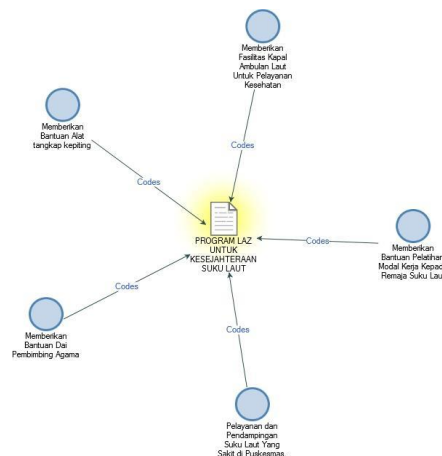 Memberikan
Fasilitas Kapal
Ambulan Laut
Untuk Pelayanan
Kesehatan
Codes
Memberikan
Bantuan Alat
tangkap kepiting
Codes
PROGRAM LAZ
UNTUK
KESEJAHTERAAN
SUKU LAUT
Codes
Memberikan
Bantuan Pelatihan
Modal Kerja Kepad
Remaja Suku Lau
Codes
Memberikan
Bantuan Dai
Pembimbing Agama
Codes
Pelayanan dan
Pendampingan
Suku Laut Yang
Sakit di Puskesmas